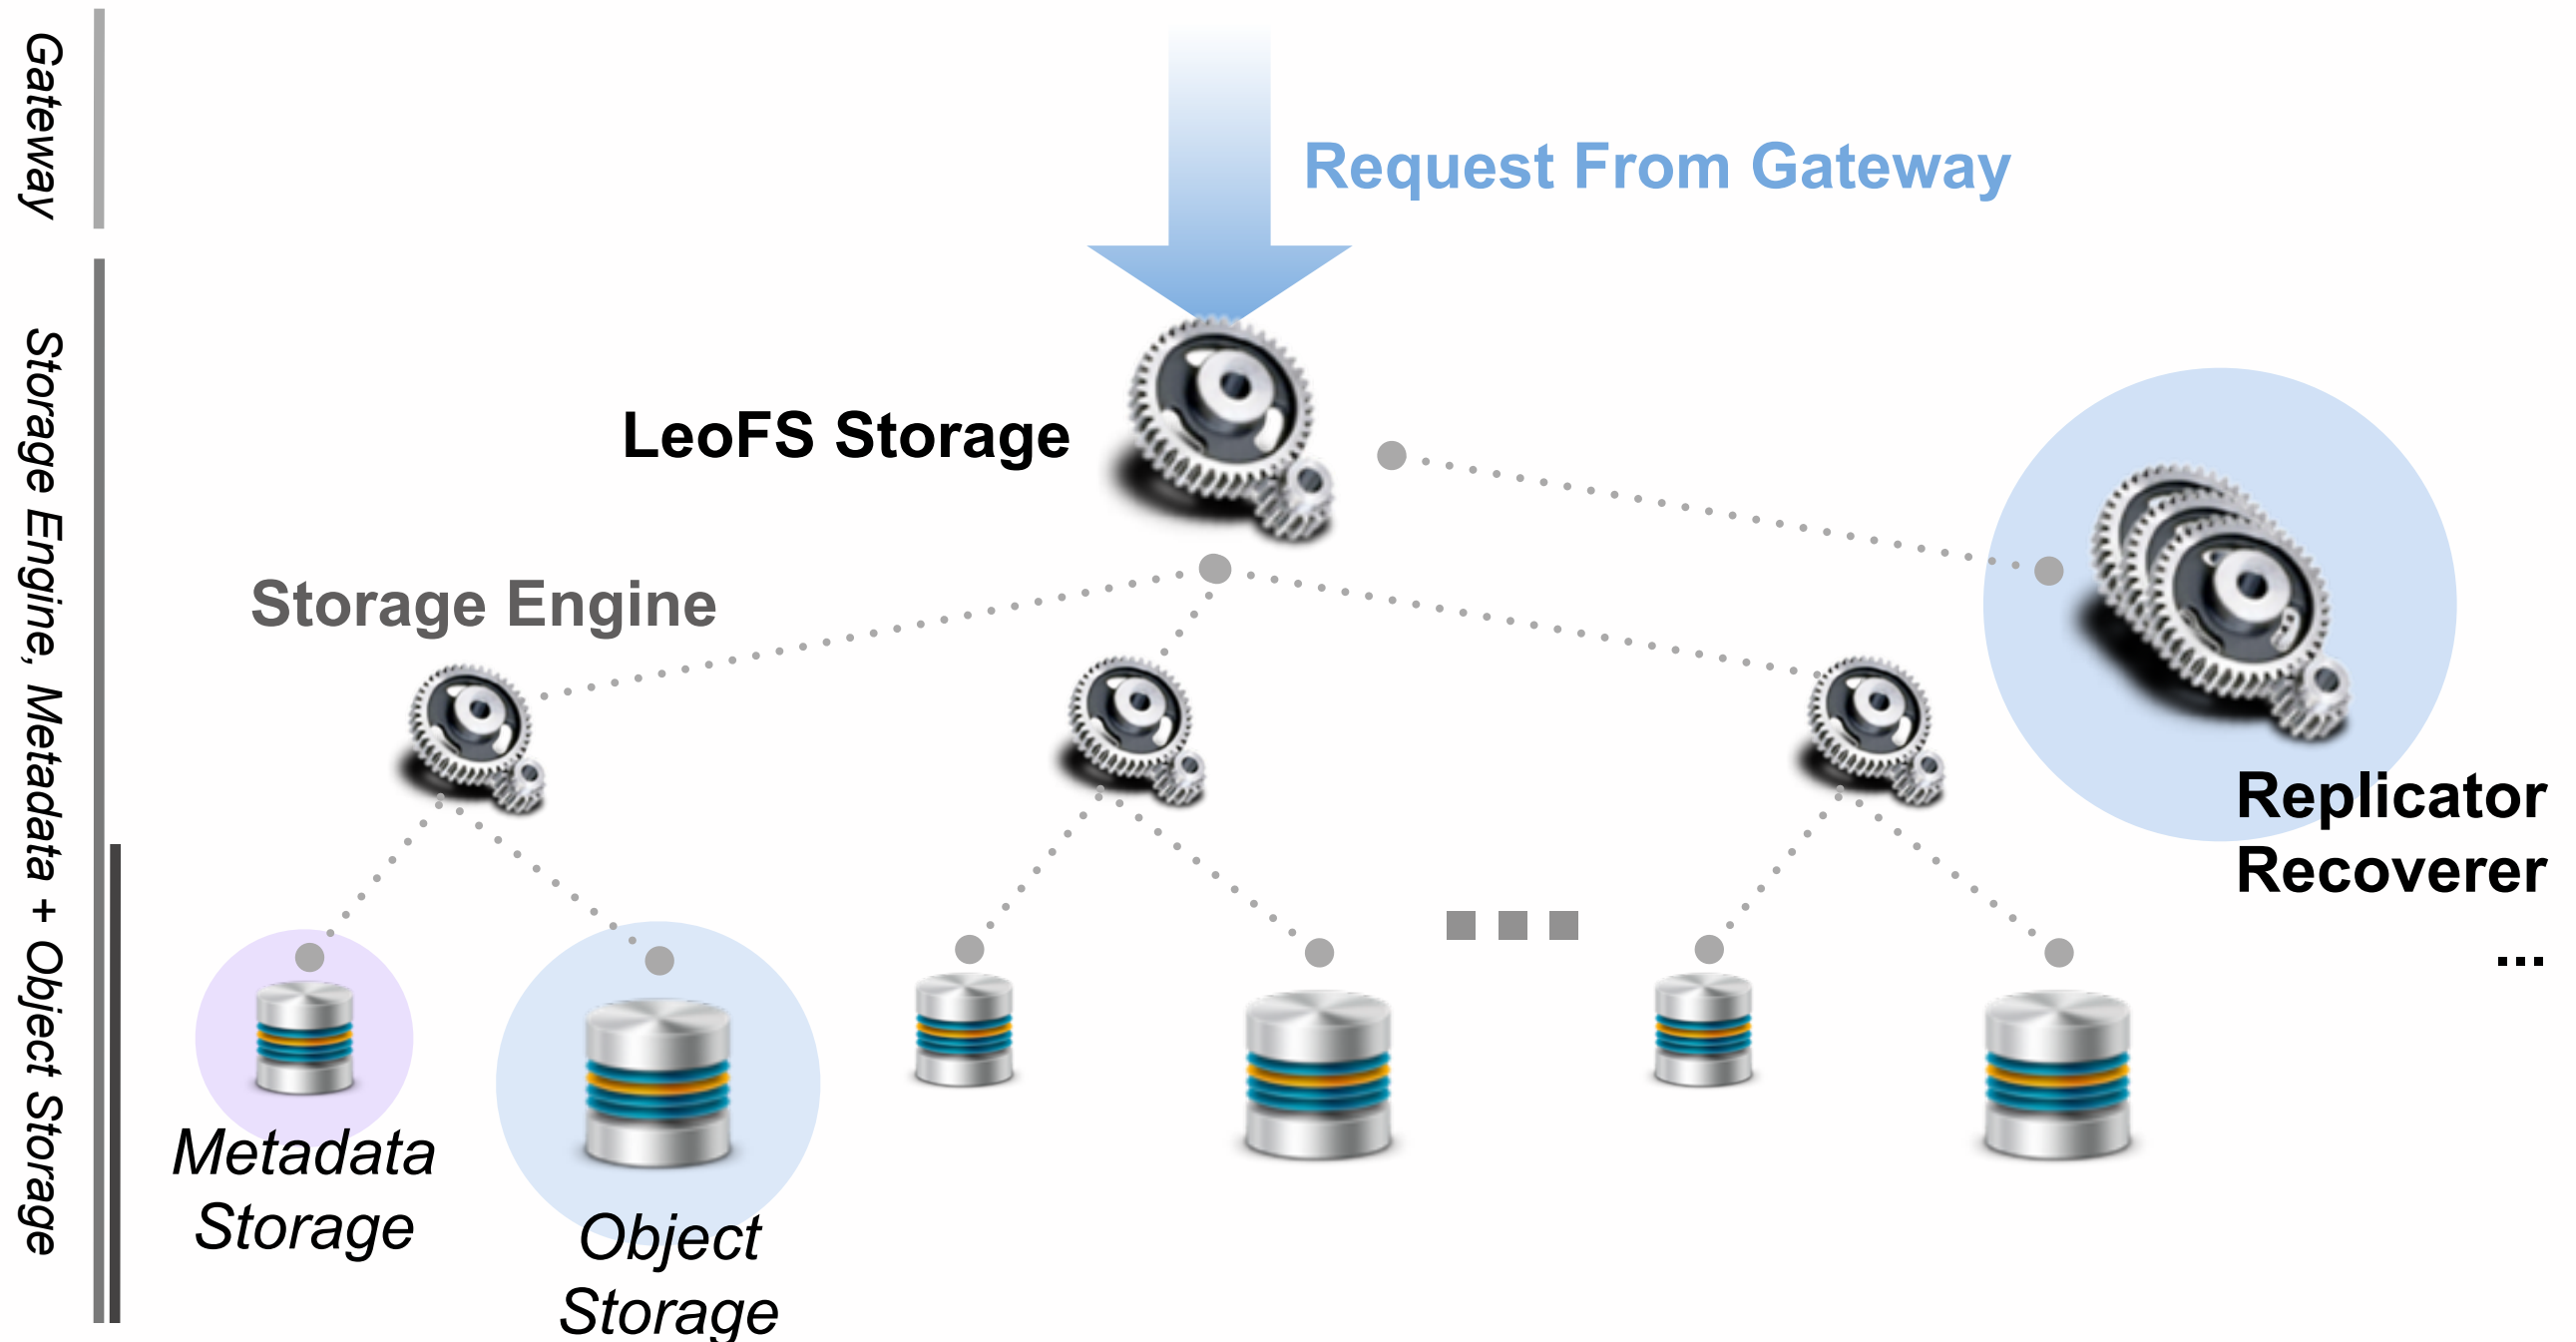 Gateway
Request From Gateway
LeoFS Storage
Storage Engine
Storage Engine, Metadata + Object Storage
Replicator
Recoverer
...
Metadata
Storage
Object
Storage